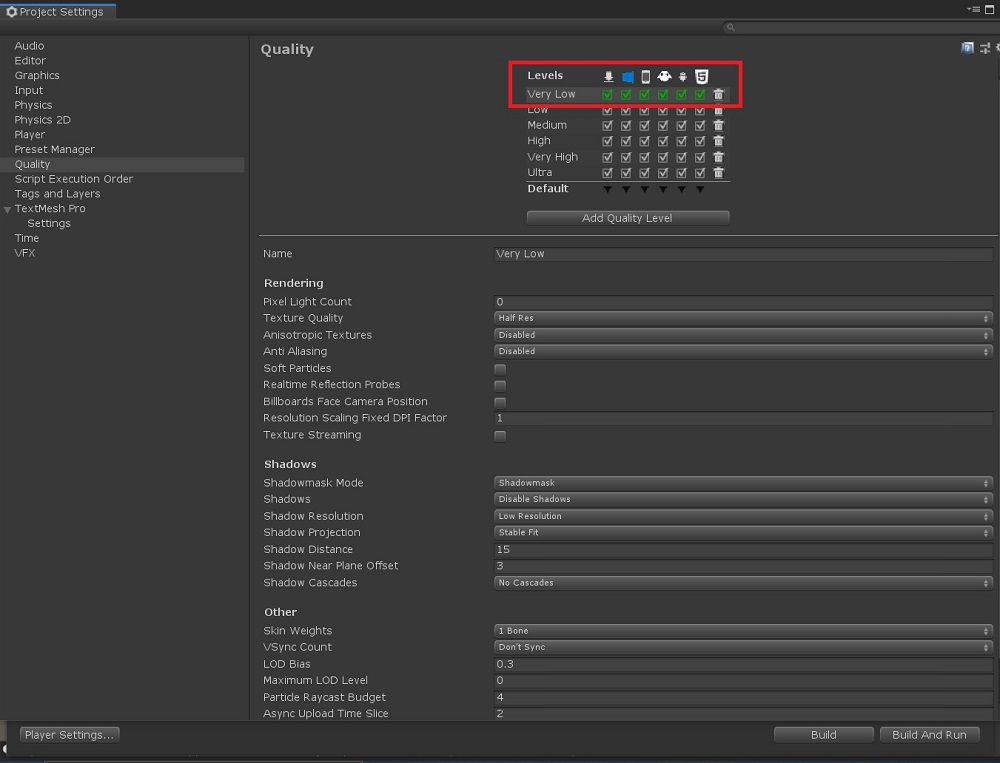 Project Settings
Audio
Editor
Graphics
Input
Physics
Physics 2D
Player
Preset Manager
Quality
Script Execution Order
Tags and Layers
TextMesh Pro
Settings
Time
VFX
Quality
Levels
Very Low
Low
Medium
High
Very High
Ultra
Default
Add Quality Level
Name Very Low
Rendering
Pixel Light Count 0
Texture Quality Half Res
Anisotropic Textures Disabled
Anti Aliasing Disabled
Soft Particles
Realtime Reflection Probes
Billboards Face Camera Position
Resolution Scaling Fixed DPI Factor 1
Texture Streaming
Shadows
Shadowmask Mode Shadowmask
Shadows Disable Shadows
Shadow Resolution Low Resolution
Shadow Projection Stable Fit
Shadow Distance 15
Shadow Near Plane Offset 3
Shadow Cascades No Cascades
Other
Skin Weights 1 Bone
VSync Count Don't Sync
LOD Bias 0.3
Maximum LOD Level 0
Particle Raycast Budget 4
Async Upload Time Slice 2
Player Settings... Build Build And Run